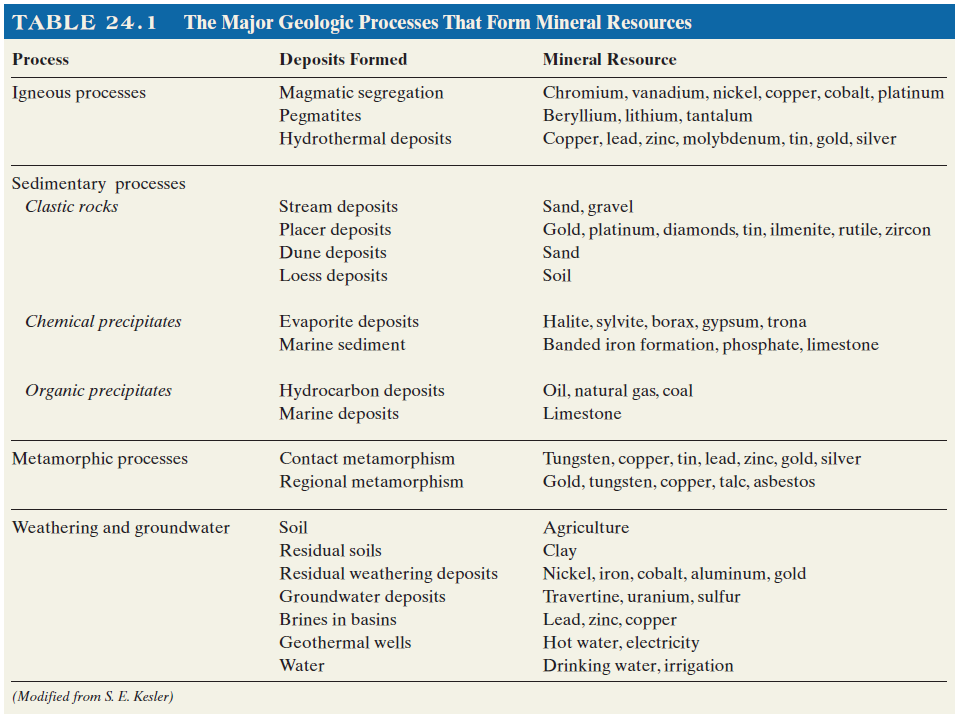 TABLE 24.1 The Major Geologic Processes That Form Mineral Resources
Process Deposits Formed Mineral Resource
Igneous processes Magmatic segregation Chromium, vanadium, nickel, copper, cobalt, platinum
Pegmatites Beryllium, lithium, tantalum
Hydrothermal deposits Copper, lead, zinc, molybdenum, tin, gold, silver
Sedimentary processes
Clastic rocks Stream deposits Sand, gravel
Placer deposits Gold, platinum, diamonds, tin, ilmenite, rutile, zircon
Dune deposits Sand
Loess deposits Soil
Chemical precipitates Evaporite deposits Halite, sylvite, borax, gypsum, trona
Marine sediment Banded iron formation, phosphate, limestone
Organic precipitates Hydrocarbon deposits Oil, natural gas, coal
Marine deposits Limestone
Metamorphic processes Contact metamorphism Tungsten, copper, tin, lead, zinc, gold, silver
Regional metamorphism Gold, tungsten, copper, talc, asbestos
Weathering and groundwater Soil Agriculture
Residual soils Clay
Residual weathering deposits Nickel, iron, cobalt, aluminum, gold
Groundwater deposits Travertine, uranium, sulfur
Brines in basins Lead, zinc, copper
Geothermal wells Hot water, electricity
Water Drinking water, irrigation
(Modified from S. E. Kesler)